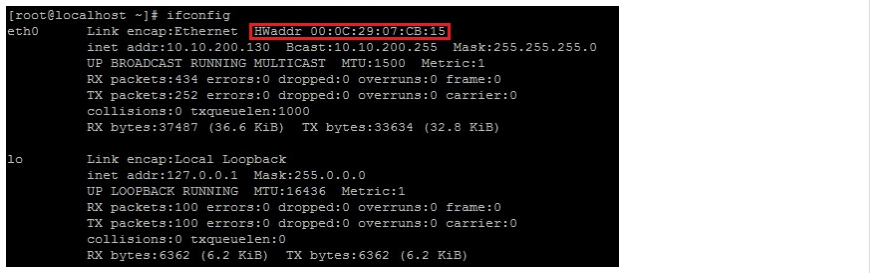 [root@localhost ~]# ifconfig
eth0      Link encap:Ethernet  HWaddr 00:0C:29:07:CB:15
          inet addr:10.10.200.130  Bcast:10.10.200.255  Mask:255.255.255.0
          UP BROADCAST RUNNING MULTICAST  MTU:1500  Metric:1
          RX packets:434 errors:0 dropped:0 overruns:0 frame:0
          TX packets:252 errors:0 dropped:0 overruns:0 carrier:0
          collisions:0 txqueuelen:1000
          RX bytes:37487 (36.6 KiB)  TX bytes:33634 (32.8 KiB)
lo        Link encap:Local Loopback
          inet addr:127.0.0.1  Mask:255.0.0.0
          UP LOOPBACK RUNNING  MTU:16436  Metric:1
          RX packets:100 errors:0 dropped:0 overruns:0 frame:0
          TX packets:100 errors:0 dropped:0 overruns:0 carrier:0
          collisions:0 txqueuelen:0
          RX bytes:6362 (6.2 KiB)  TX bytes:6362 (6.2 KiB)